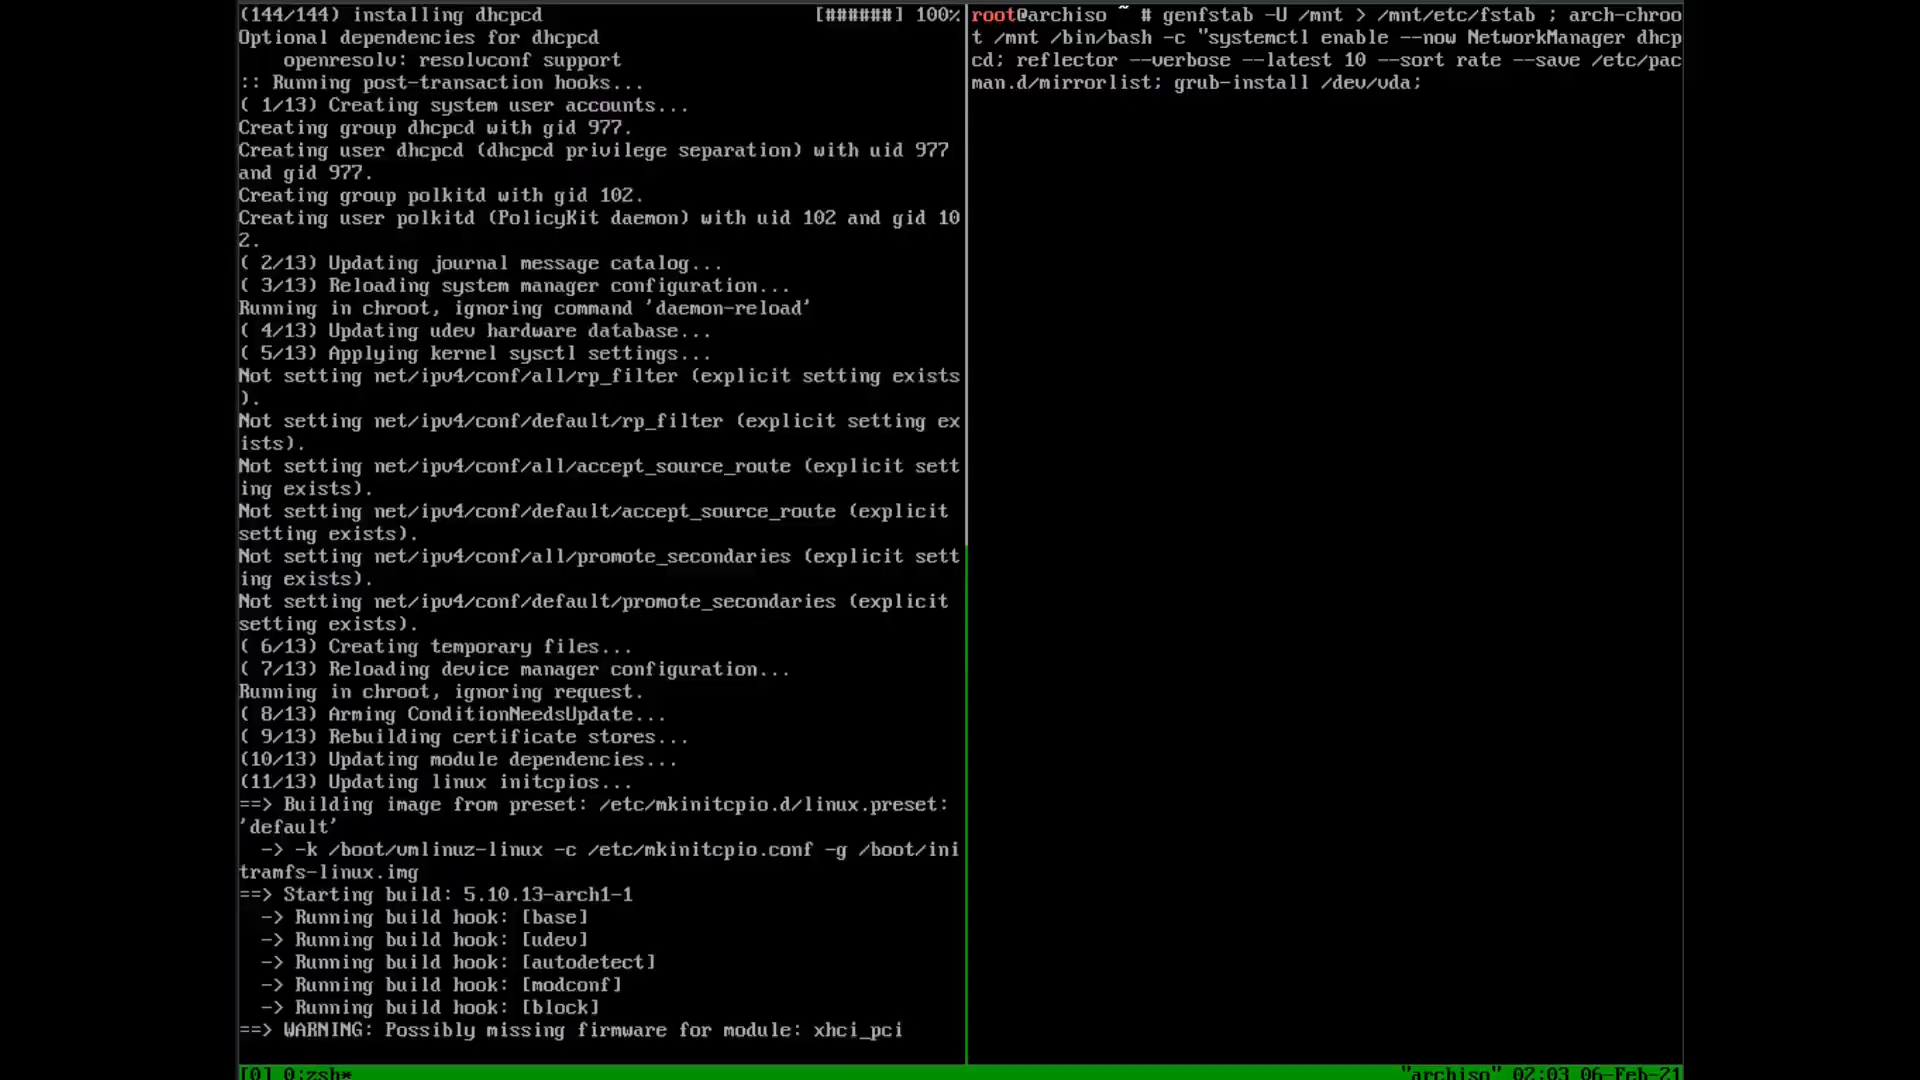 (144/144) installing dhcpcd [######] 100%
Optional dependencies for dhcpcd
openresolv: resolvconf support
:: Running post-transaction hooks...
( 1/13) Creating system user accounts...
Creating group dhcpcd with gid 977.
Creating user dhcpcd (dhcpcd privilege separation) with uid 977
and gid 977.
Creating group polkitd with gid 102.
Creating user polkitd (PolicyKit daemon) with uid 102 and gid 10
2.
( 2/13) Updating journal message catalog...
( 3/13) Reloading system manager configuration...
Running in chroot, ignoring command 'daemon-reload'
( 4/13) Updating udev hardware database...
( 5/13) Applying kernel sysctl settings...
Not setting net/ipv4/conf/all/rp_filter (explicit setting exists
).
Not setting net/ipv4/conf/default/rp_filter (explicit setting ex
ists).
Not setting net/ipv4/conf/all/accept_source_route (explicit sett
ing exists).
Not setting net/ipv4/conf/default/accept_source_route (explicit
setting exists).
Not setting net/ipv4/conf/all/promote_secondaries (explicit sett
ing exists).
Not setting net/ipv4/conf/default/promote_secondaries (explicit
setting exists).
( 6/13) Creating temporary files...
( 7/13) Reloading device manager configuration...
Running in chroot, ignoring request.
( 8/13) Arming ConditionNeedsUpdate...
( 9/13) Rebuilding certificate stores...
(10/13) Updating module dependencies...
(11/13) Updating linux initcpios...
==> Building image from preset: /etc/mkinitcpio.d/linux.preset:
'default'
-> -k /boot/vmlinuz-linux -c /etc/mkinitcpio.conf -g /boot/ini
tramfs-linux.img
==> Starting build: 5.10.13-arch1-1
-> Running build hook: [base]
-> Running build hook: [udev]
-> Running build hook: [autodetect]
-> Running build hook: [modconf]
-> Running build hook: [block]
==> WARNING: Possibly missing firmware for module: xhci_pci
root@archiso ~ # genfstab -U /mnt > /mnt/etc/fstab ; arch-chroo
t /mnt /bin/bash -c "systemctl enable --now NetworkManager dhcp
cd; reflector --verbose --latest 10 --sort rate --save /etc/pac
man.d/mirrorlist; grub-install /dev/vda;
[0] 0:zsh* "archiso" 02:03 06-Feb-21